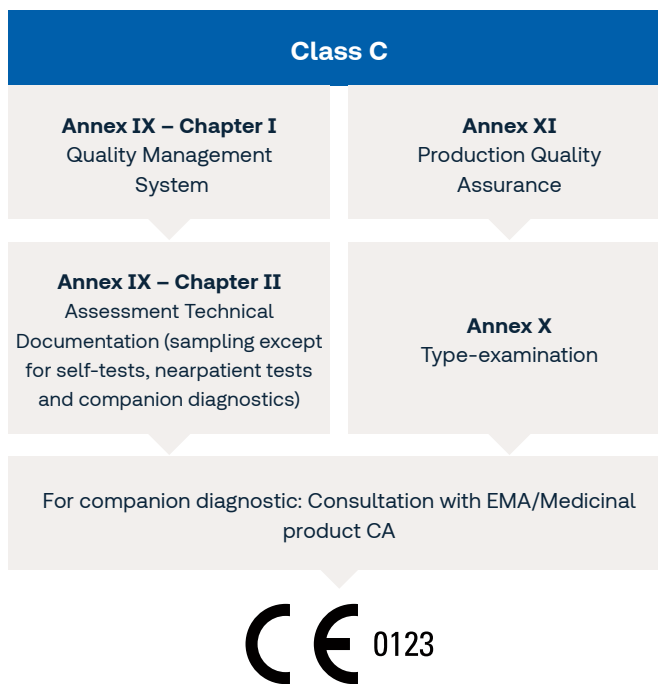 Class C
Annex IX – Chapter I
Quality Management
System
Annex XI
Production Quality
Assurance
Annex IX – Chapter II
Assessment Technical
Documentation (sampling except
for self-tests, nearpatient tests
and companion diagnostics)
Annex X
Type-examination
For companion diagnostic: Consultation with EMA/Medicinal
product CA
CE 0123